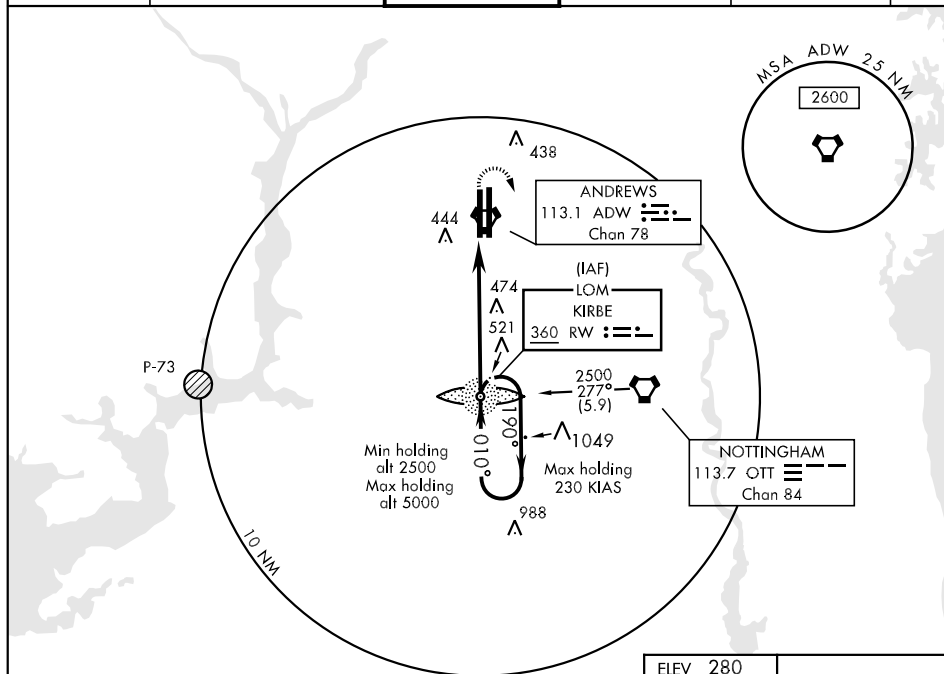 MSA ADW 25 NM
2600
438
ANDREWS
113.1 ADW
Chan 78
444
(IAF)
LOM
KIRBE
360 RW
474
521
P-73
2500
277°
(5.9)
190°
010°
1049
Min holding
alt 2500
Max holding
alt 5000
Max holding
230 KIAS
NOTTINGHAM
113.7 OTT
Chan 84
988
10 NM
ELEV 280